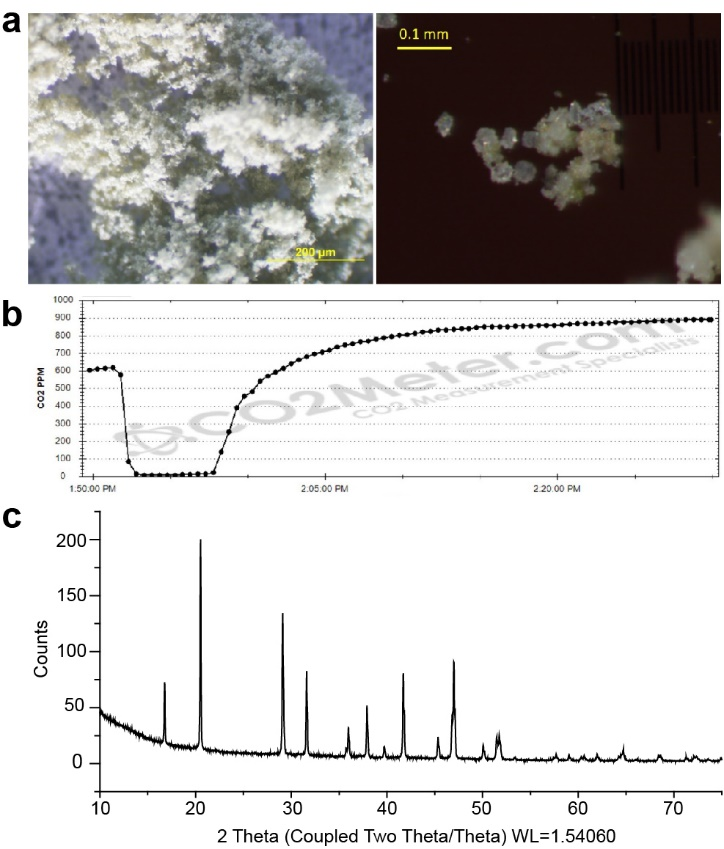 a
200 µm
0.1 mm
b
CO2 PPM
1000
900
800
700
600
500
400
300
200
100
0
CO2Meter.com
CO2 Measurement Specialists
1:50:00 PM
2:05:00 PM
2:20:00 PM
c
Counts
200
150
100
50
0
10
20
30
40
50
60
70
2 Theta (Coupled Two Theta/Theta) WL=1.54060